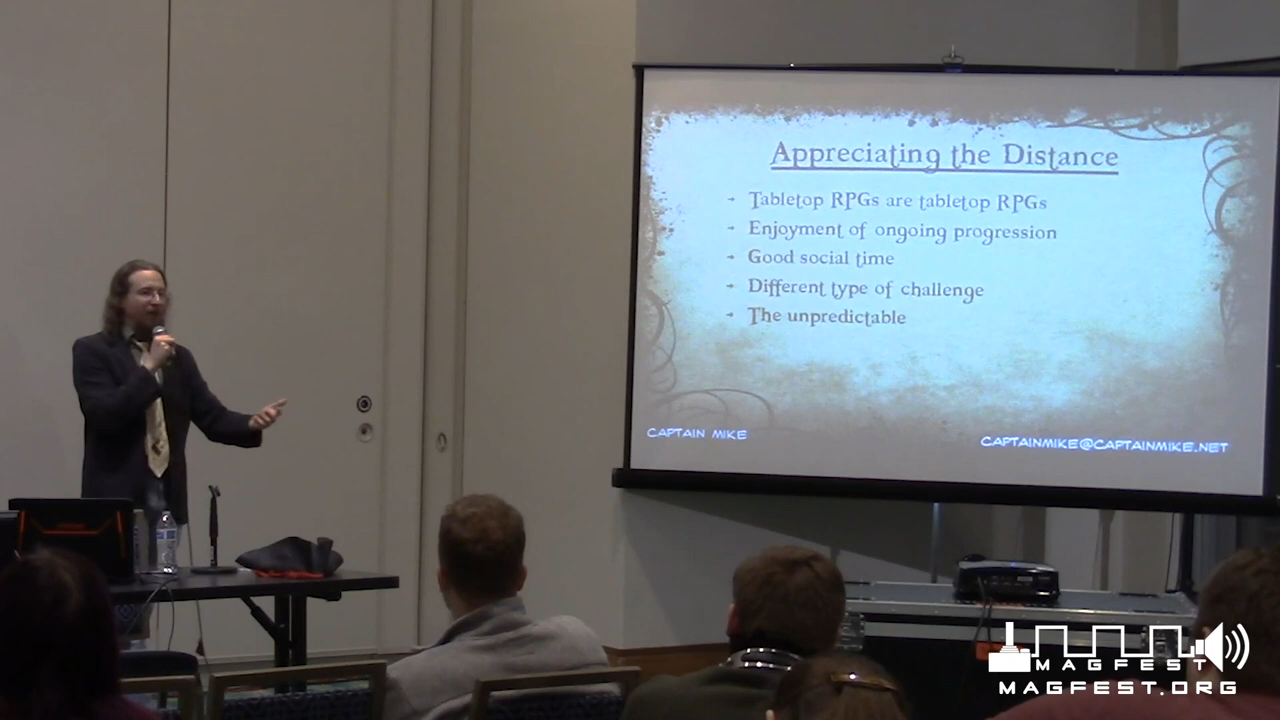 Appreciating the Distance
Tabletop RPGs are tabletop RPGs
Enjoyment of ongoing progression
Good social time
Different type of challenge
The unpredictable
CAPTAIN MIKE
CAPTAINMIKE@CAPTAINMIKE.NET
MAGFEST
MAGFEST.ORG